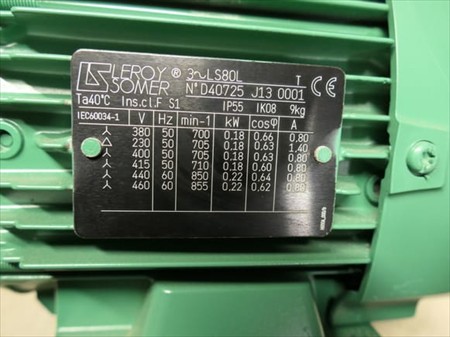 LEROY SOMER ® 3~LS80L T CE
N°D40725 J13 0001
Ta40°C Ins.cl.F S1 IP55 IK08 9kg
IEC60034-1 V Hz min-1 kW cosφ A
⅄ 380 50 700 0.18 0.66 0.80
△ 230 50 705 0.18 0.63 1.40
⅄ 400 50 705 0.18 0.63 0.80
⅄ 415 50 710 0.18 0.60 0.80
⅄ 440 60 850 0.22 0.64 0.80
⅄ 460 60 855 0.22 0.62 0.80